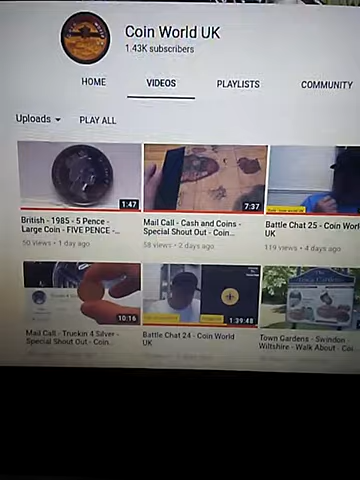 Coin World UK
1.43K subscribers
HOME VIDEOS PLAYLISTS COMMUNITY
Uploads PLAY ALL
1:47 7:37
British - 1985 - 5 Pence -
Large Coin - FIVE PENCE -...
50 views • 1 day ago
Mail Call - Cash and Coins -
Special Shout Out - Coin...
58 views • 2 days ago
Battle Chat 25 - Coin World
UK
119 views • 4 days ago
10:16 1:39:48
Mail Call - Truckin 4 Silver -
Special Shout Out - Coin...
Battle Chat 24 - Coin World
UK
Town Gardens - Swindon -
Wiltshire - Walk About - Coi...